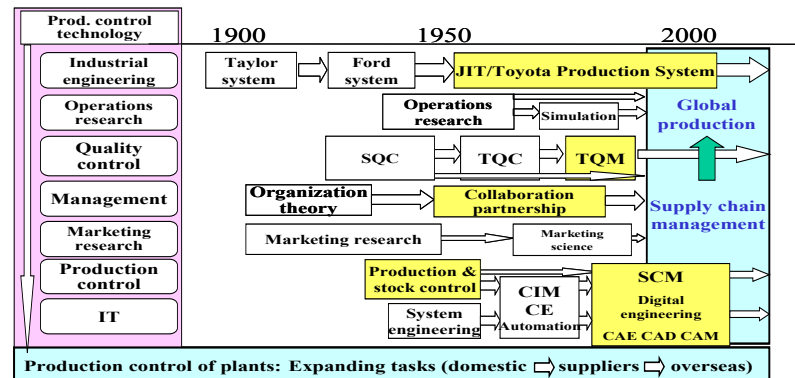 Prod. control
technology
1900
1950
2000
Industrial
engineering
Taylor
system
Ford
system
JIT/Toyota Production System
Operations
research
Operations
research
Simulation
Global
production
Quality
control
SQC
TQC
TQM
Management
Organization
theory
Collaboration
partnership
Supply chain
management
Marketing
research
Marketing research
Marketing
science
Production
control
Production &
stock control
CIM
CE
Automation
SCM
Digital
engineering
CAE CAD CAM
IT
System
engineering
Production control of plants: Expanding tasks (domestic suppliers overseas)